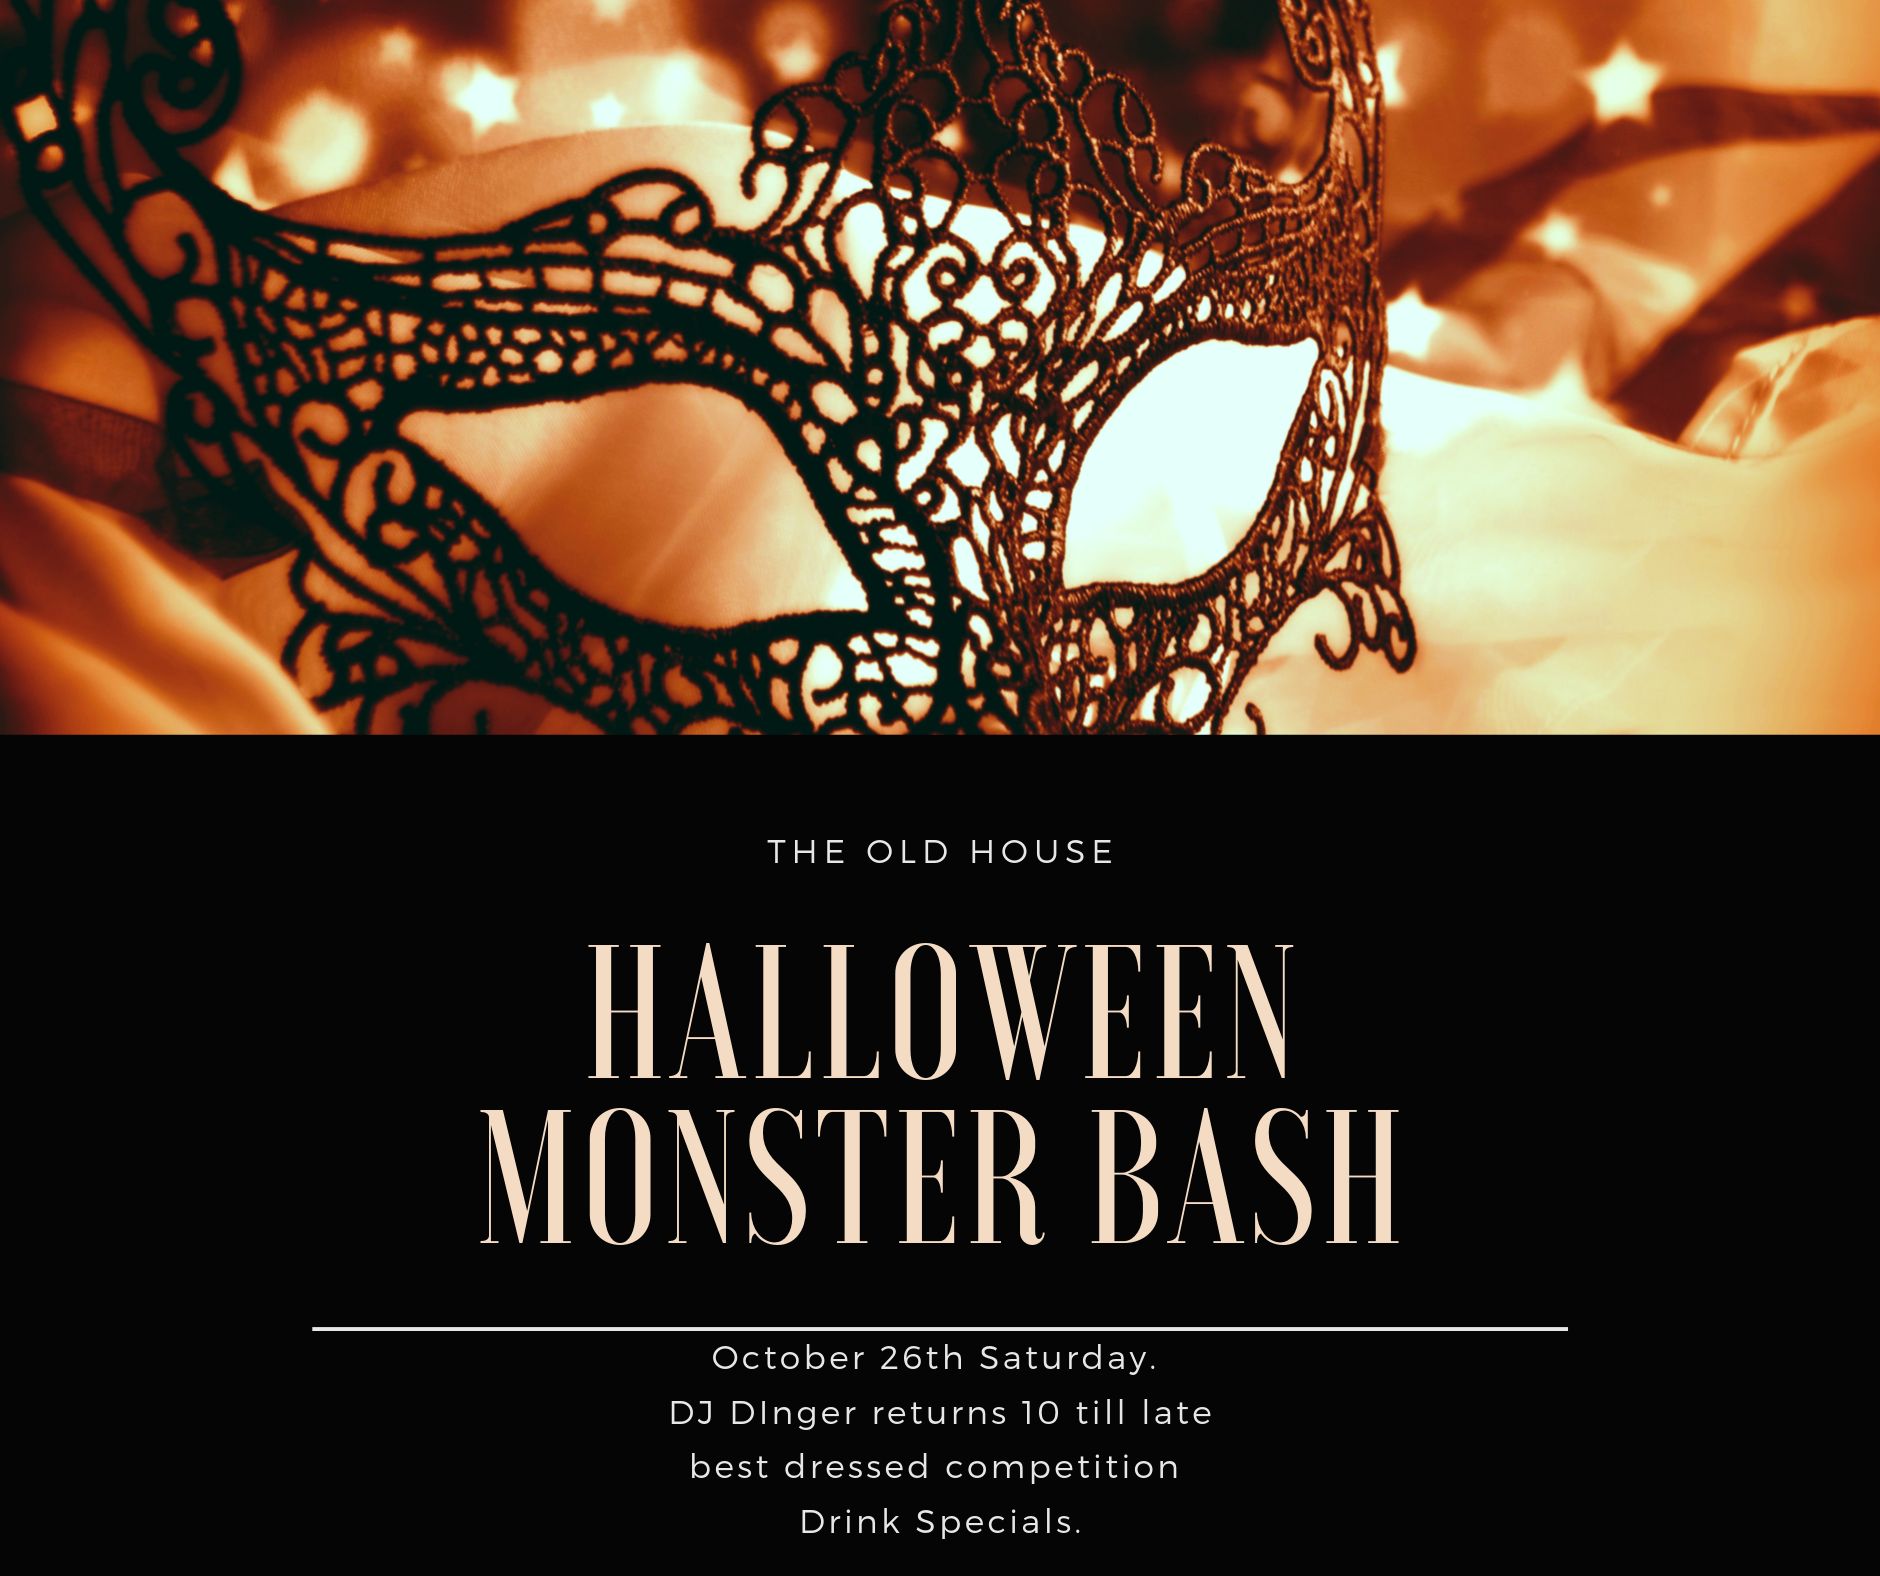 THE OLD HOUSE
HALLOWEEN
MONSTER BASH
October 26th Saturday.
DJ DInger returns 10 till late
best dressed competition
Drink Specials.